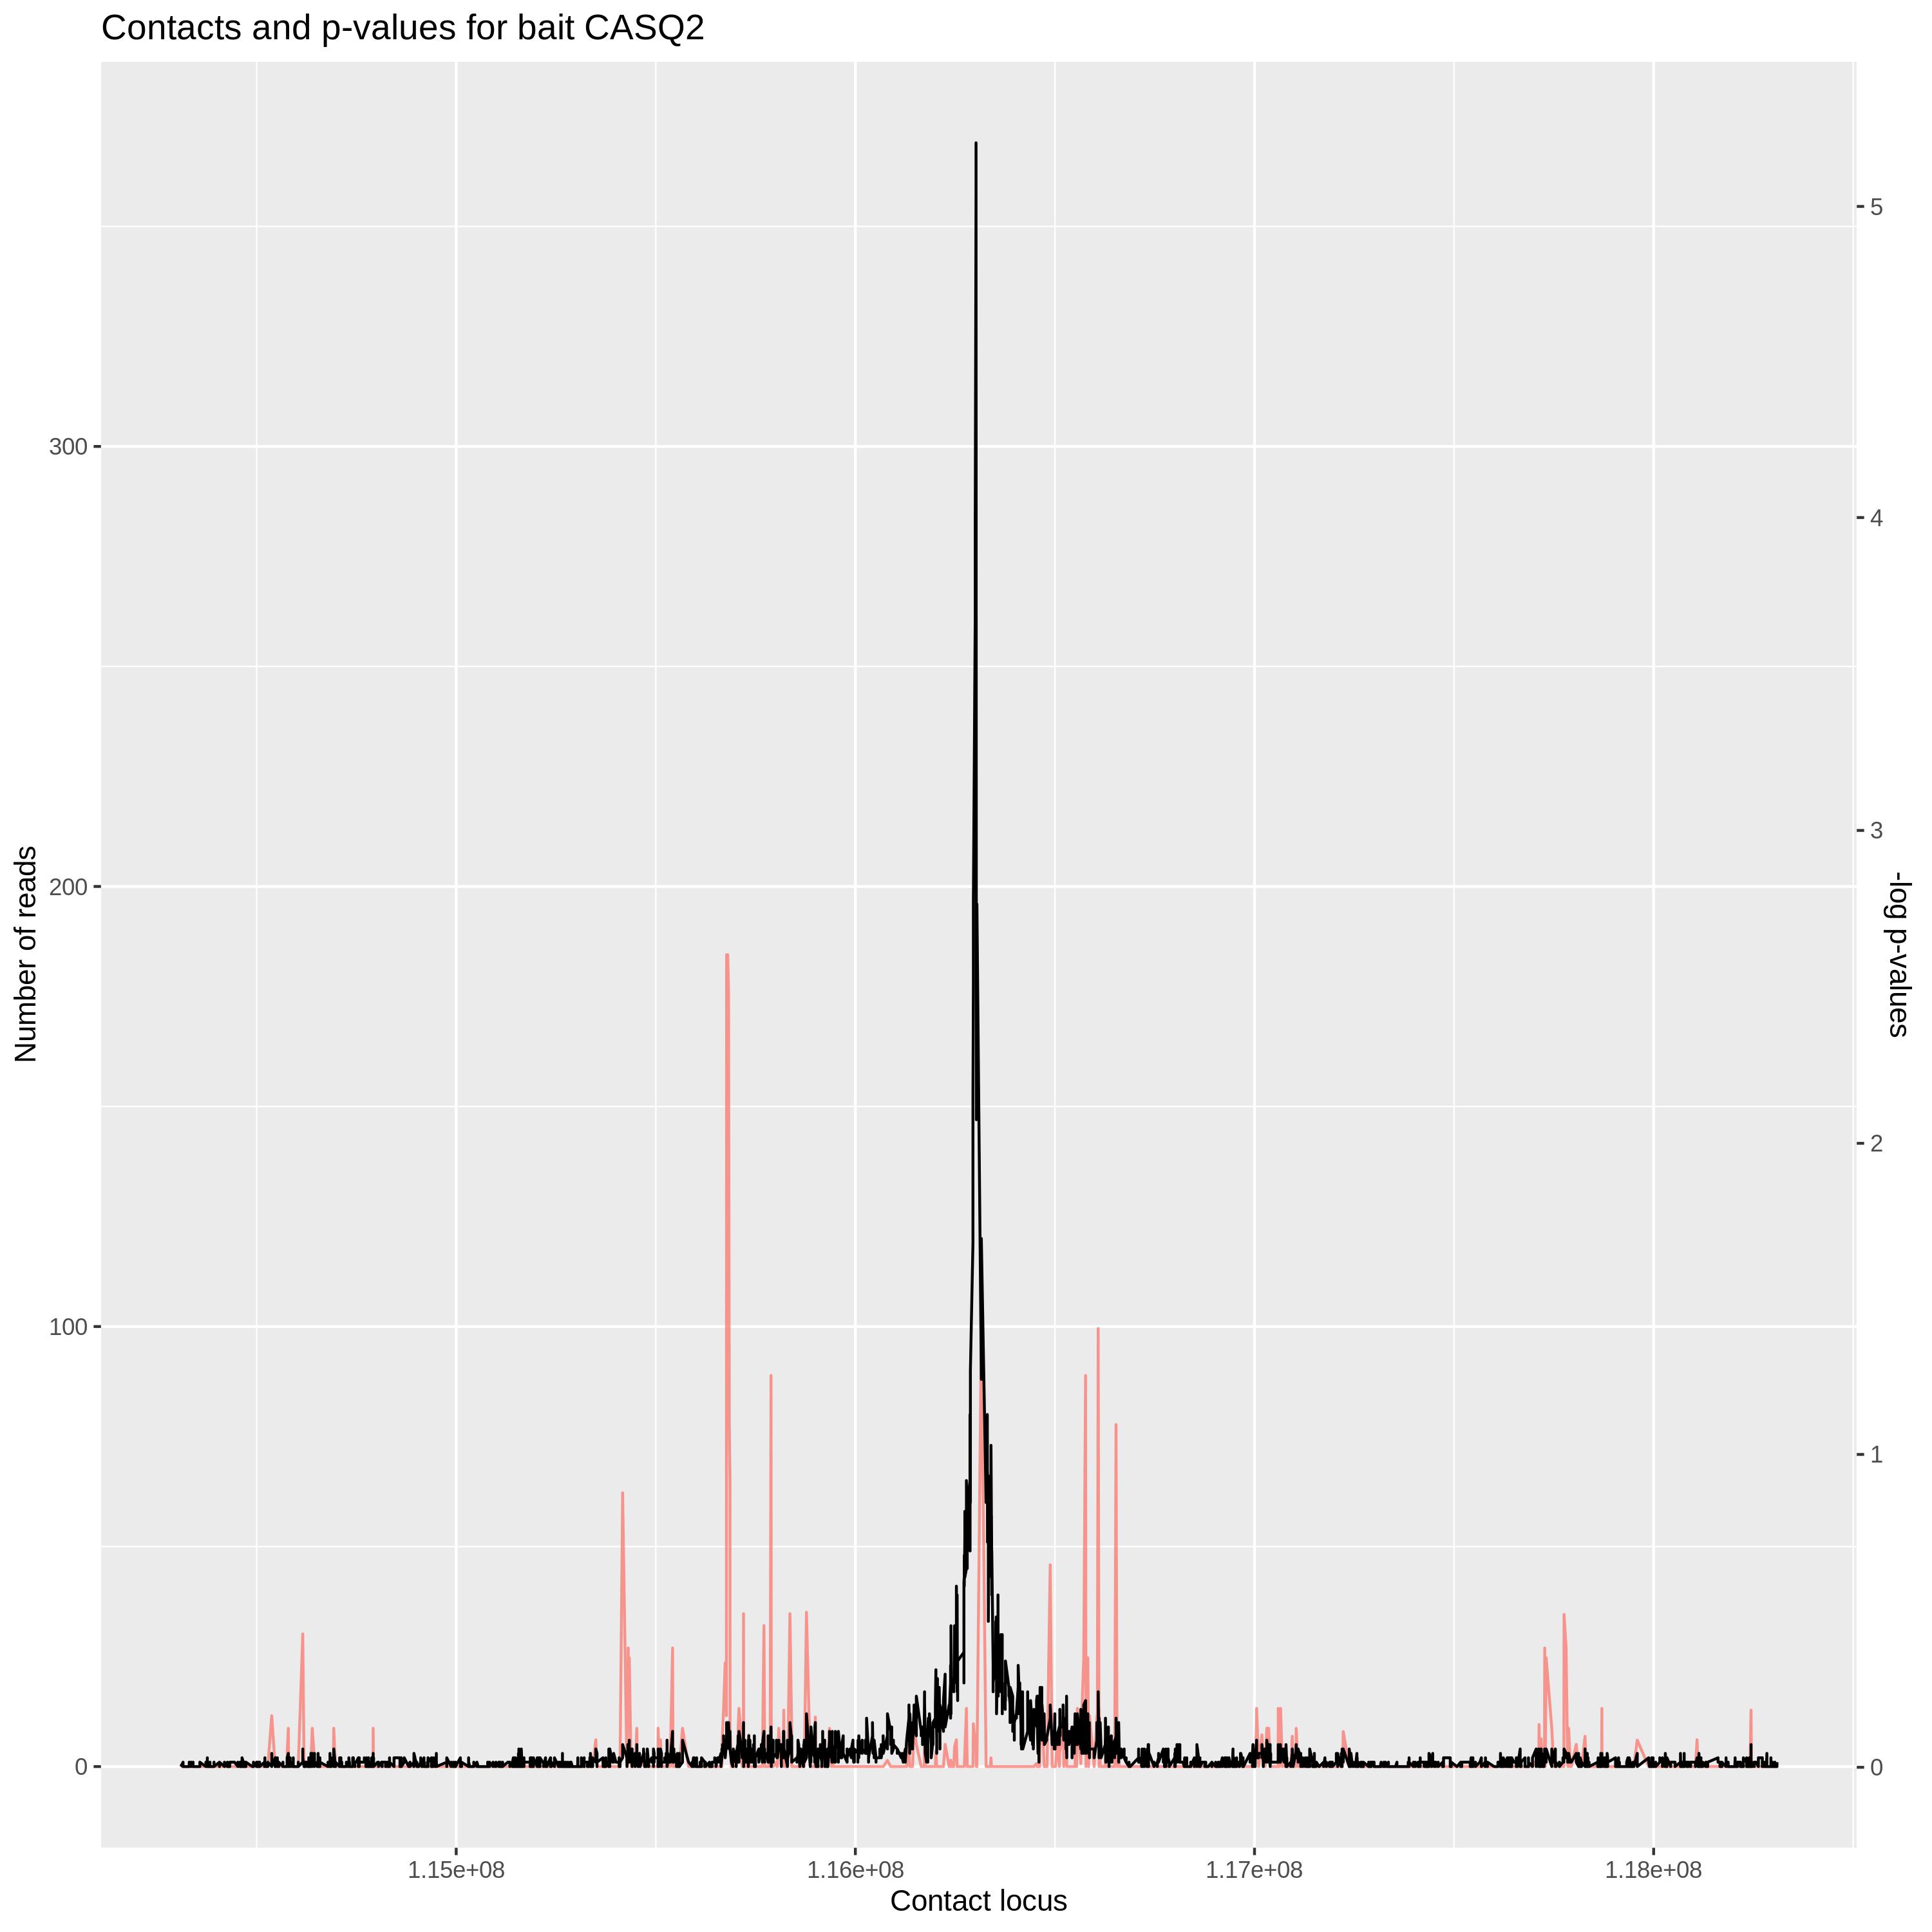 Contacts and p-values for bait CASQ2
Number of reads
300
200
100
0
5
4
3
2
1
0
-log p-values
1.15e+08 1.16e+08 1.17e+08 1.18e+08
Contact locus